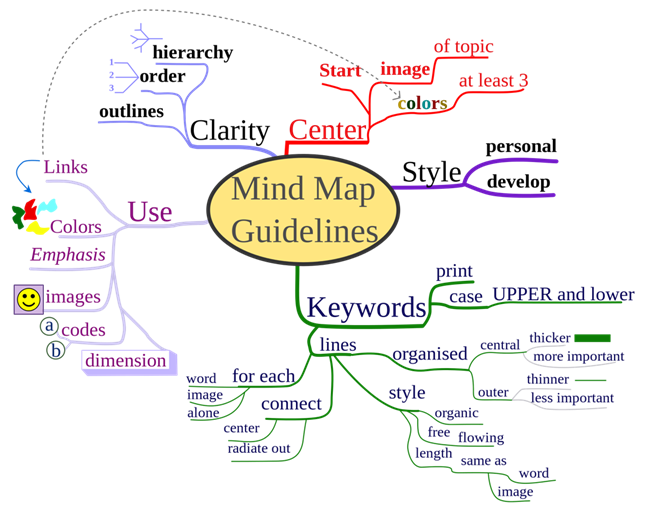 Mind Map
Guidelines
Clarity
hierarchy
order
1
2
3
outlines
Center
Start
image
of topic
colors
at least 3
Style
personal
develop
Use
Links
Colors
Emphasis
images
codes
a
b
dimension
Keywords
print
case
UPPER and lower
lines
organised
central
thicker
more important
outer
thinner
less important
style
organic
free flowing
length same as
word
image
for each
word
image
alone
connect
center
radiate out